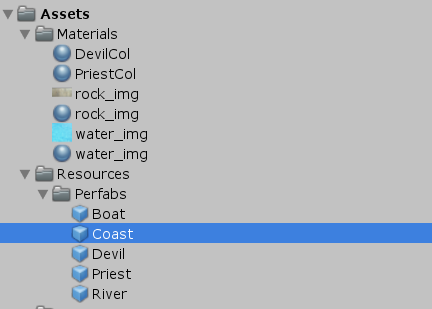 Assets
Materials
DevilCol
PriestCol
rock_img
rock_img
water_img
water_img
Resources
Perfabs
Boat
Coast
Devil
Priest
River